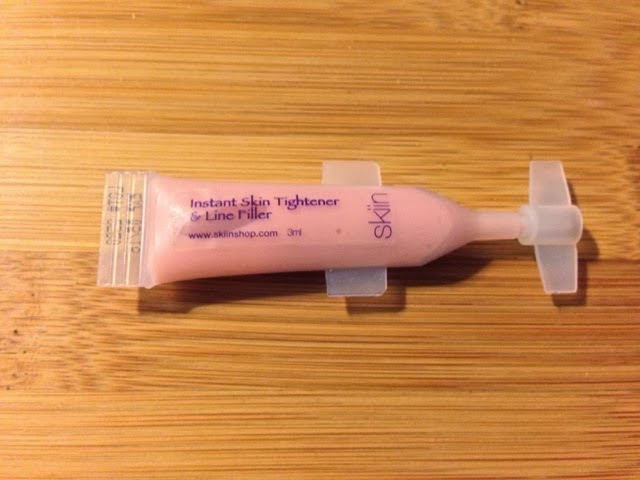 Instant Skin Tightener
& Line Filler
www.skiinshop.com 3ml
skiin